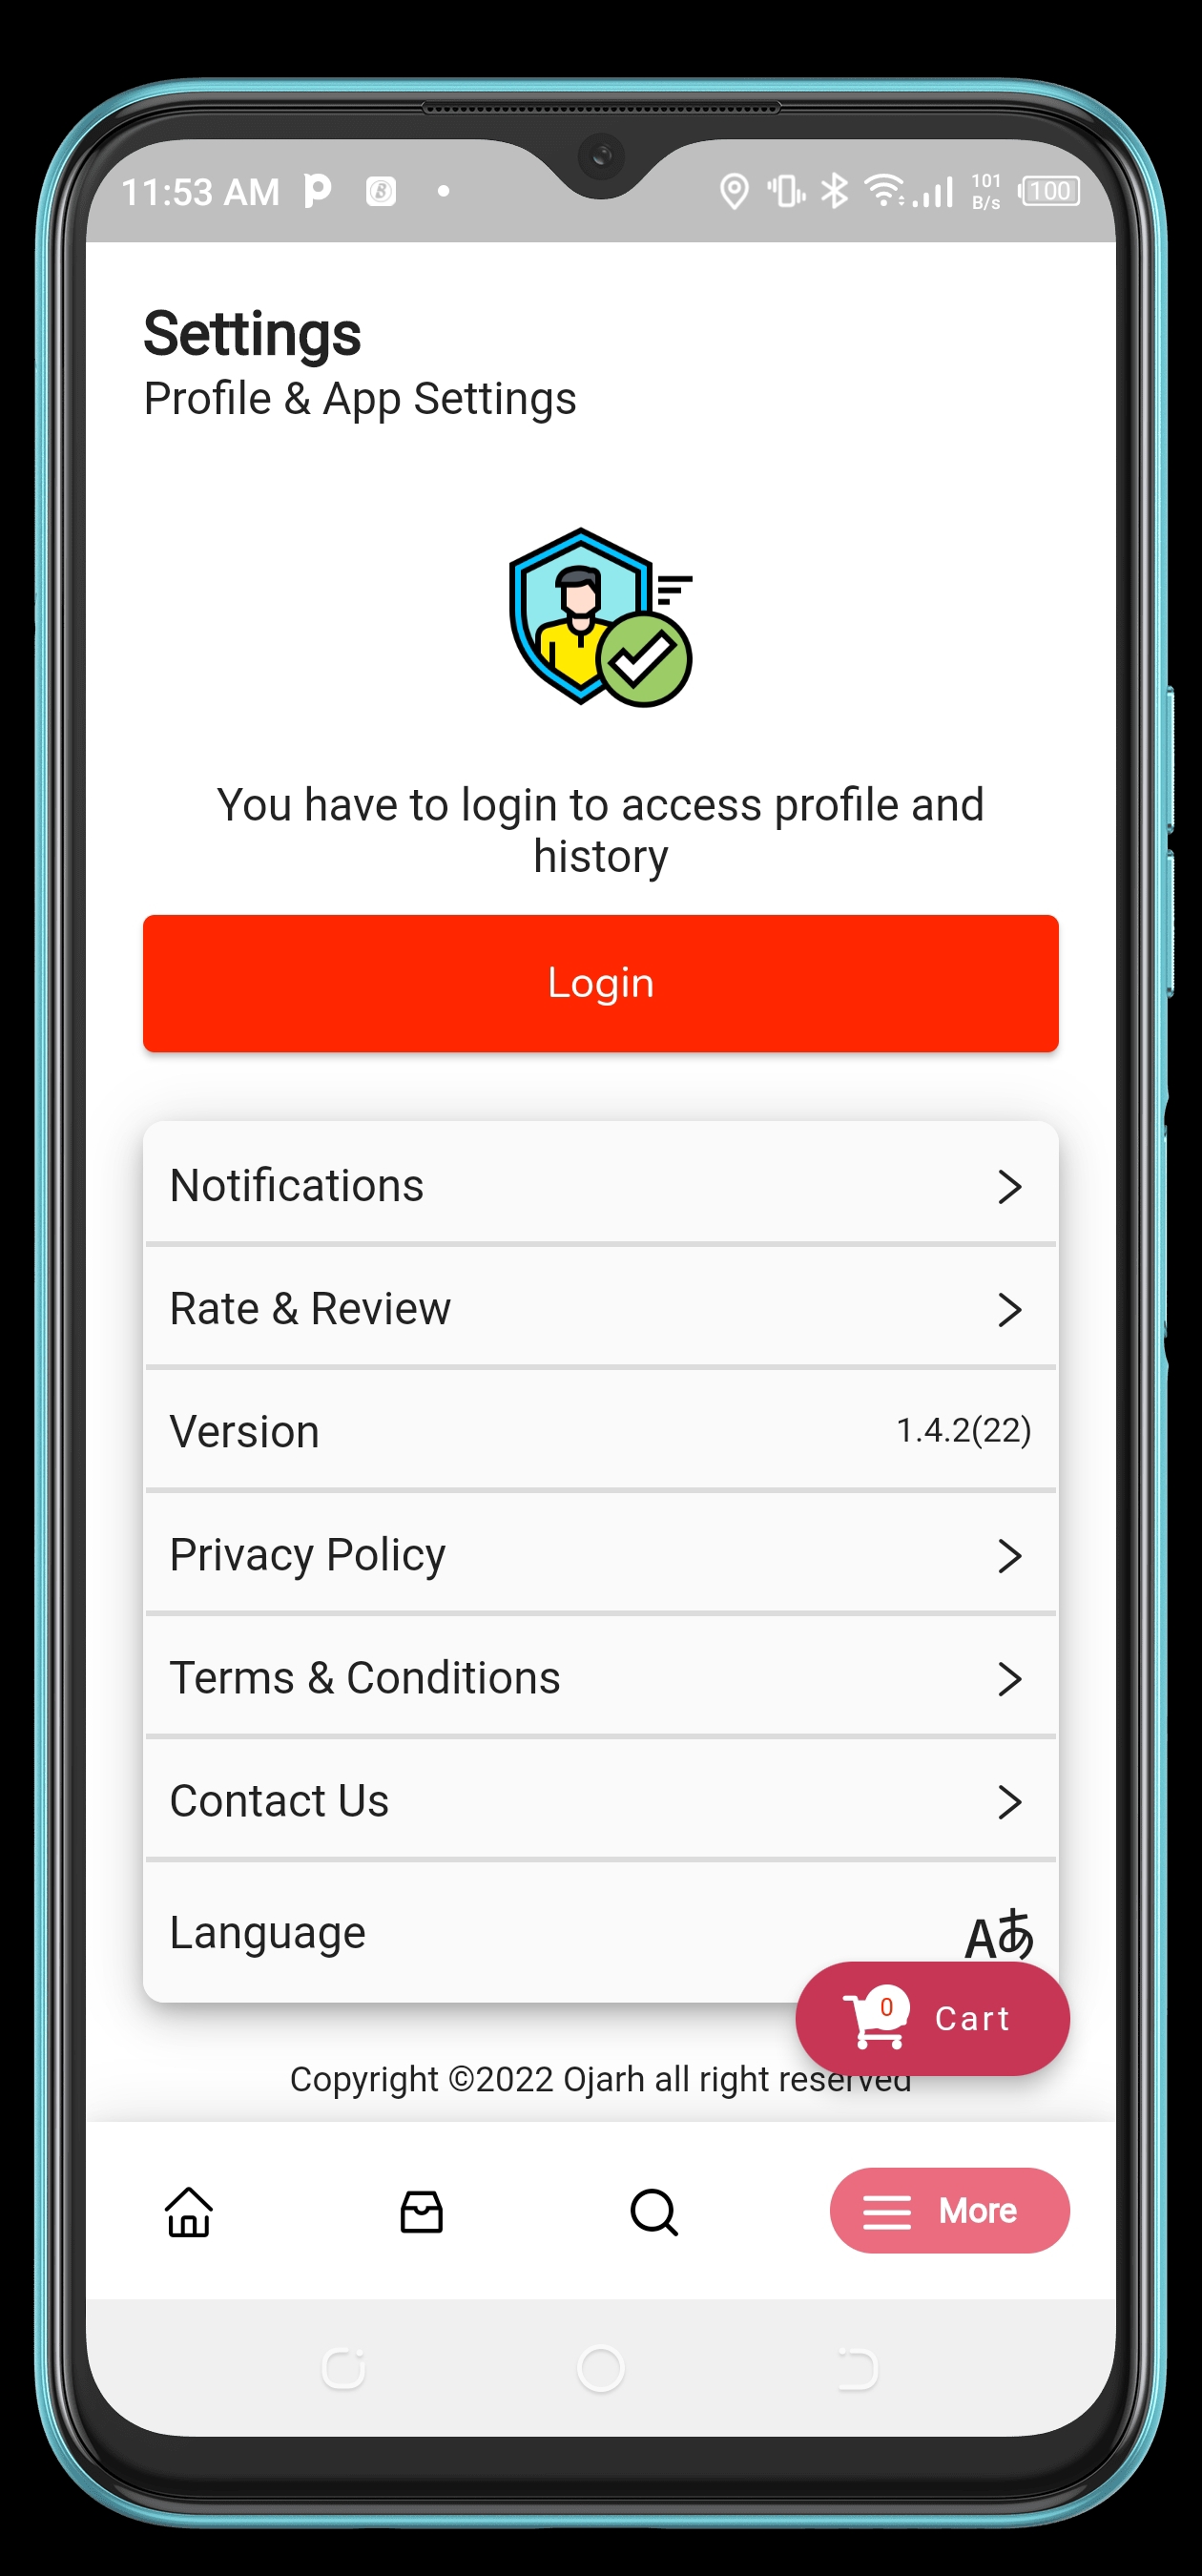 11:53 AM
101
B/s
100
Settings
Profile & App Settings
You have to login to access profile and
history
Login
Notifications
Rate & Review
Version 1.4.2(22)
Privacy Policy
Terms & Conditions
Contact Us
Language Aあ
0 Cart
Copyright ©2022 Ojarh all right reserved
More